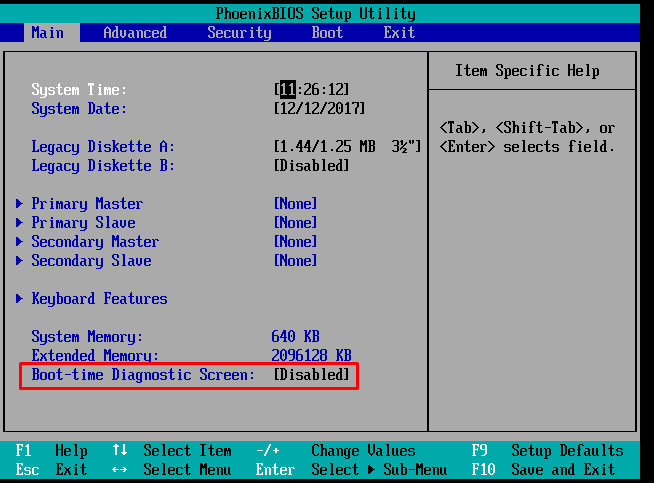 PhoenixBIOS Setup Utility
Main Advanced Security Boot Exit
Item Specific Help
System Time: [11:26:12]
System Date: [12/12/2017]
<Tab>, <Shift-Tab>, or
<Enter> selects field.
Legacy Diskette A: [1.44/1.25 MB 3½"]
Legacy Diskette B: [Disabled]
Primary Master [None]
Primary Slave [None]
Secondary Master [None]
Secondary Slave [None]
Keyboard Features
System Memory: 640 KB
Extended Memory: 2096128 KB
Boot-time Diagnostic Screen: [Disabled]
F1 Help ↑↓ Select Item -/+ Change Values F9 Setup Defaults
Esc Exit ↔ Select Menu Enter Select ▶ Sub-Menu F10 Save and Exit